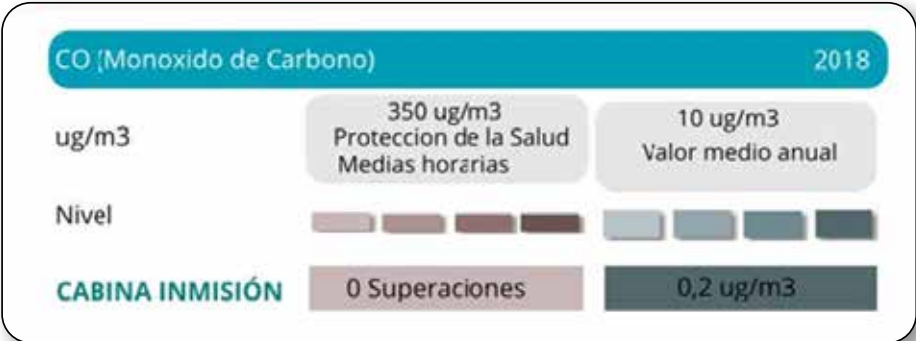 CO (Monoxido de Carbono) 2018
ug/m3
350 ug/m3
Proteccion de la Salud
Medias horarias
10 ug/m3
Valor medio anual
Nivel
CABINA INMISIÓN 0 Superaciones 0,2 ug/m3